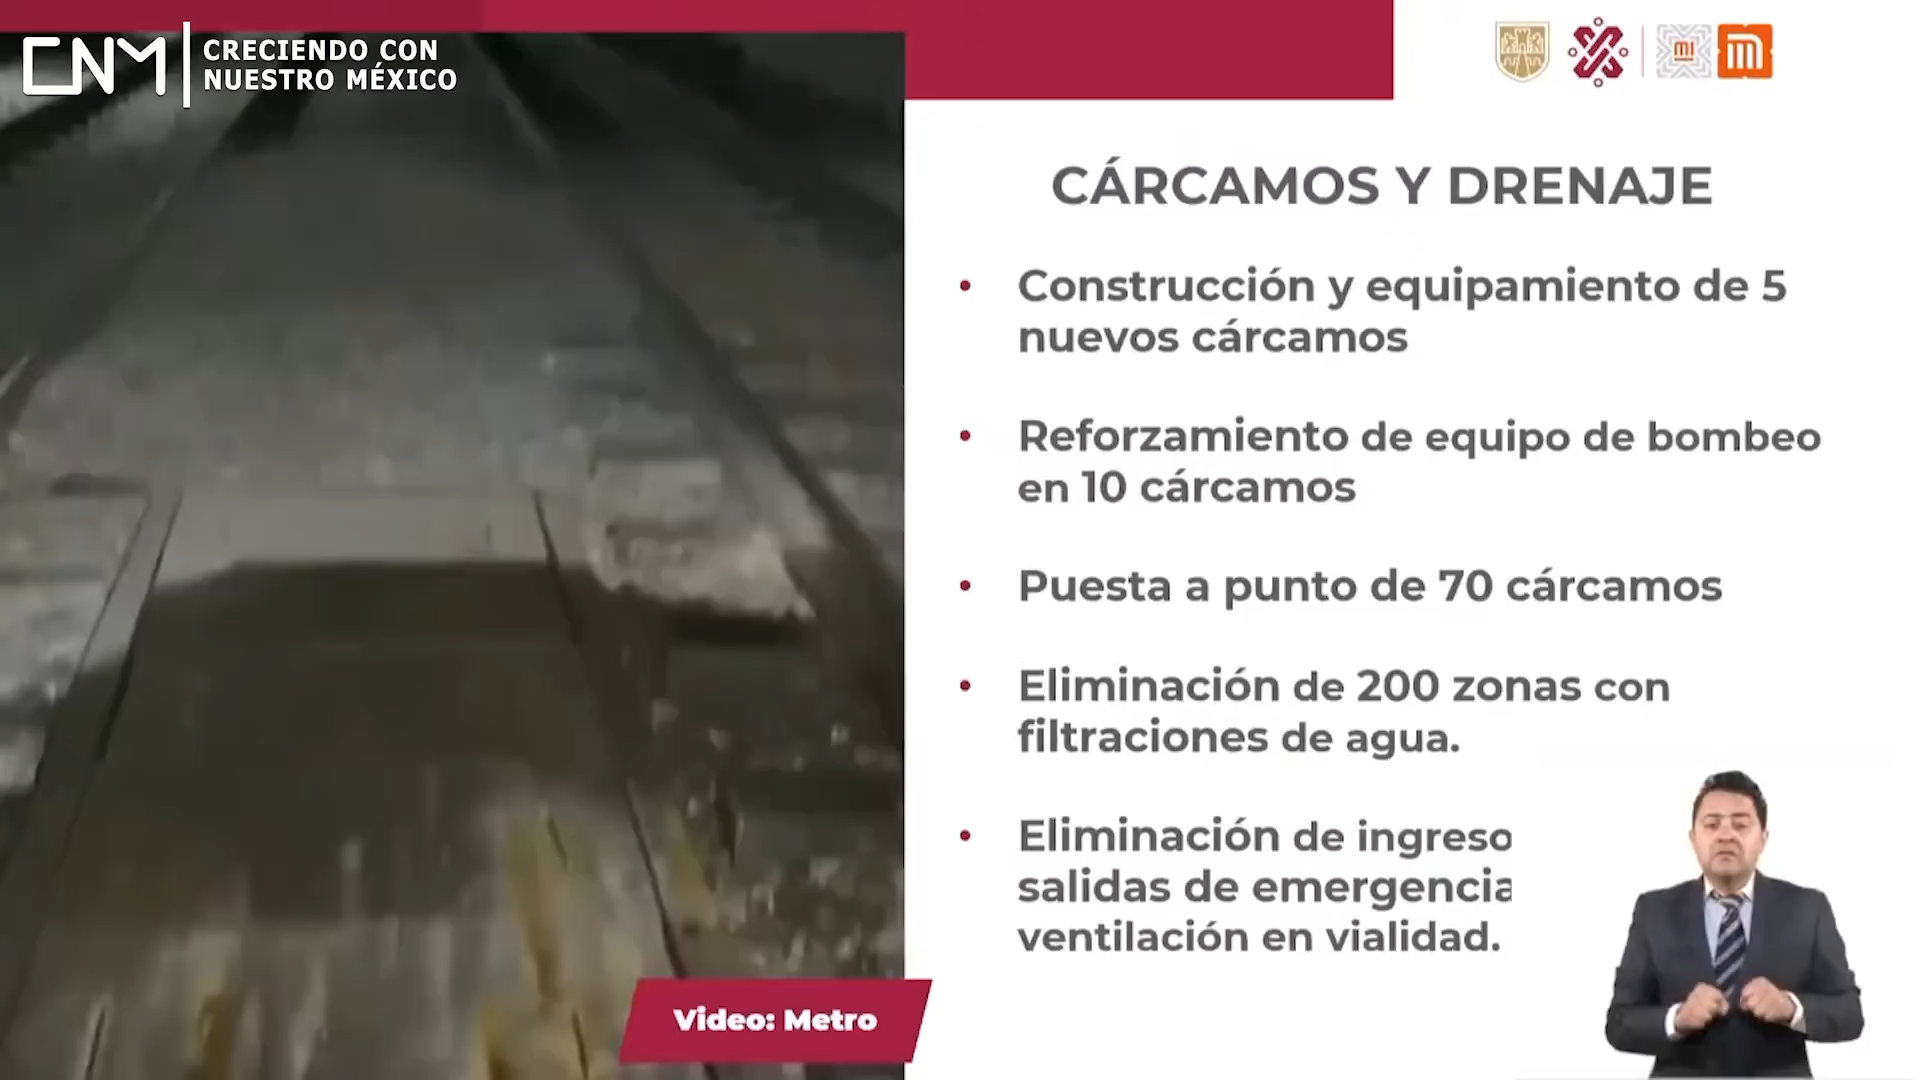 CNM
CRECIENDO CON
NUESTRO MÉXICO
CÁRCAMOS Y DRENAJE
• Construcción y equipamiento de 5
nuevos cárcamos
• Reforzamiento de equipo de bombeo
en 10 cárcamos
• Puesta a punto de 70 cárcamos
• Eliminación de 200 zonas con
filtraciones de agua.
• Eliminación de ingreso
salidas de emergencia
ventilación en vialidad.
Video: Metro